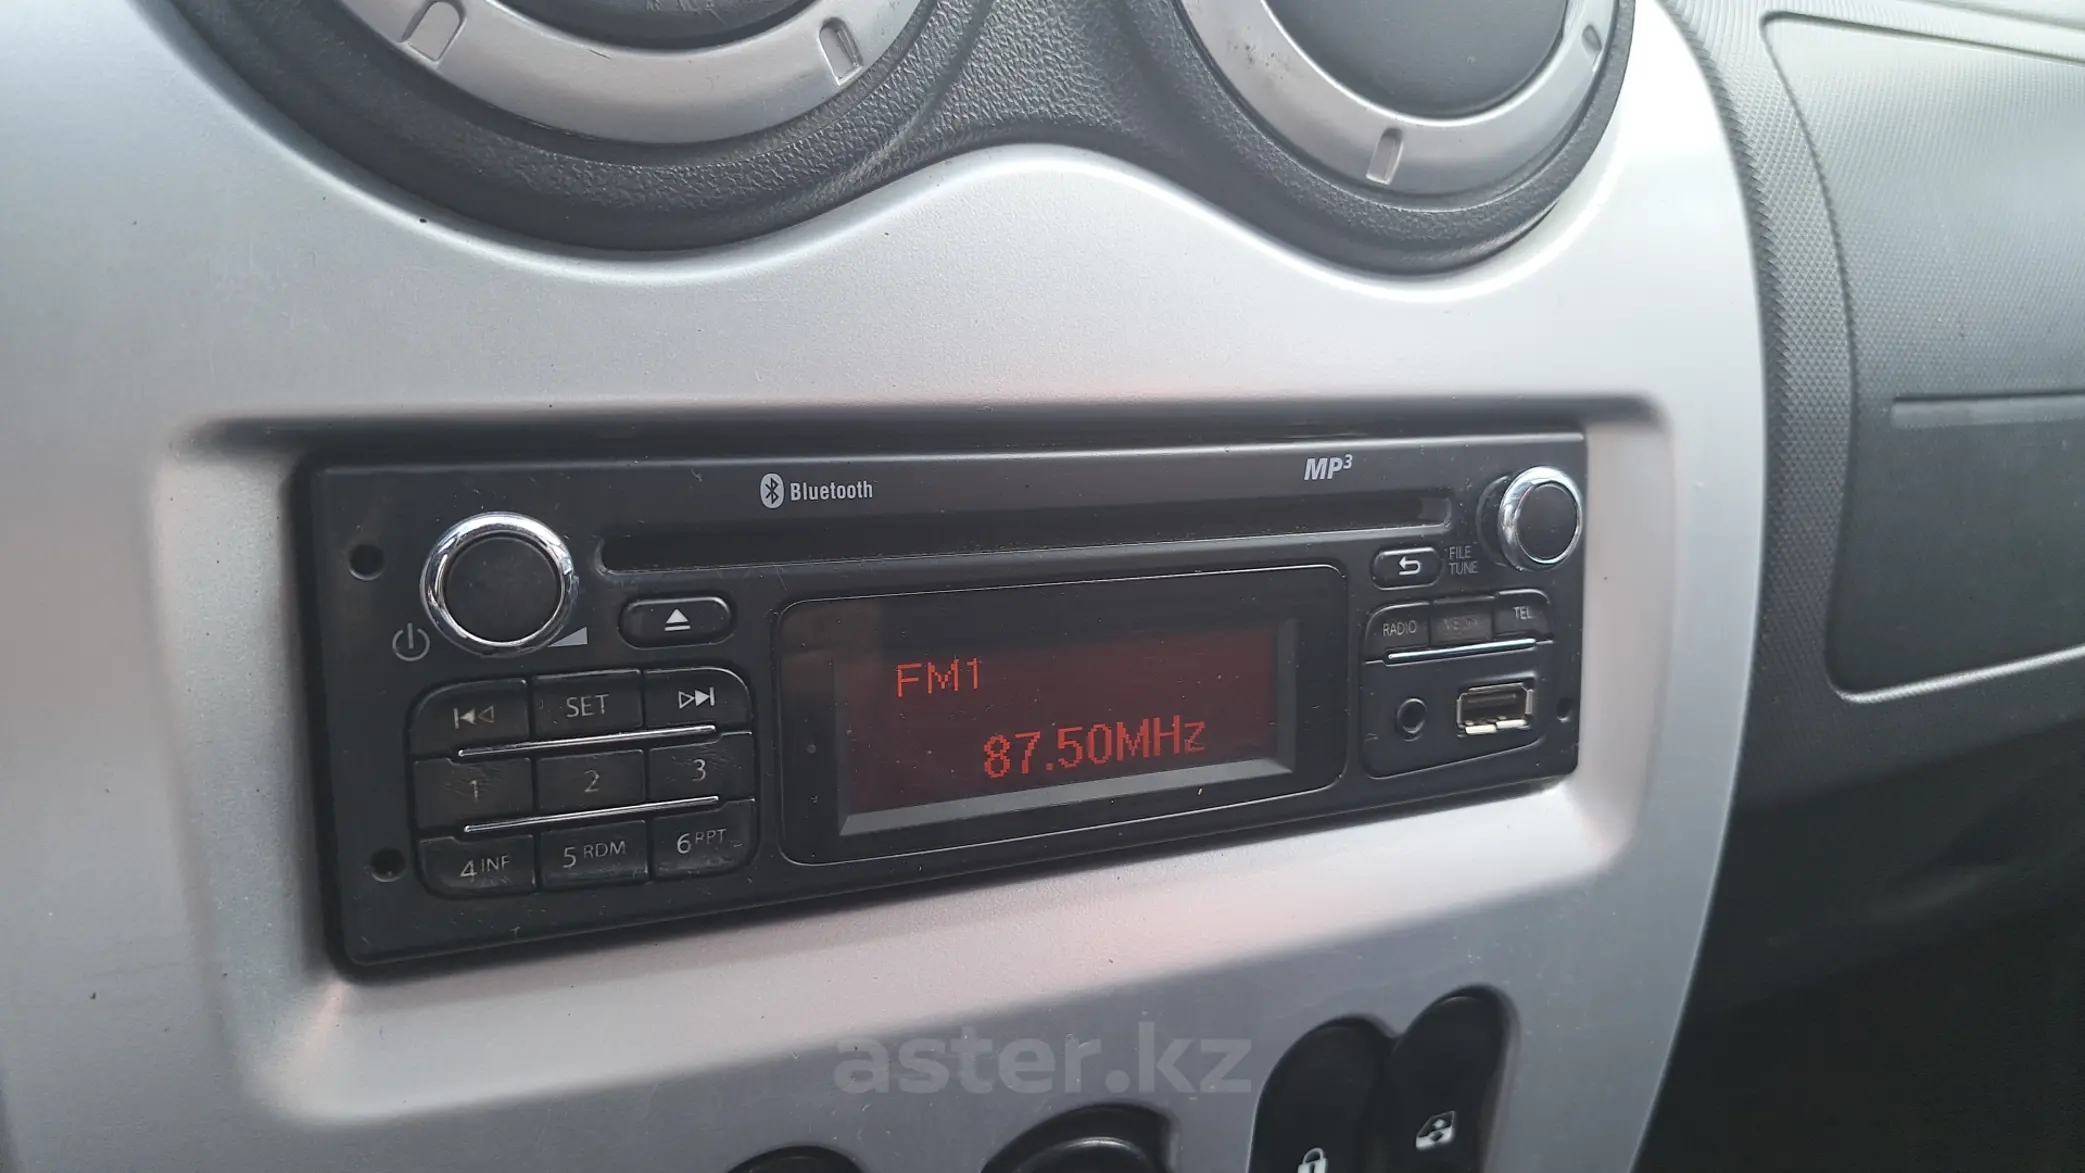 Bluetooth
MP3
FILE
TUNE
RADIO
TEL
SET
FM1
87.50MHz
1
2
3
4 INF
5 RDM
6 RPT
aster.kz